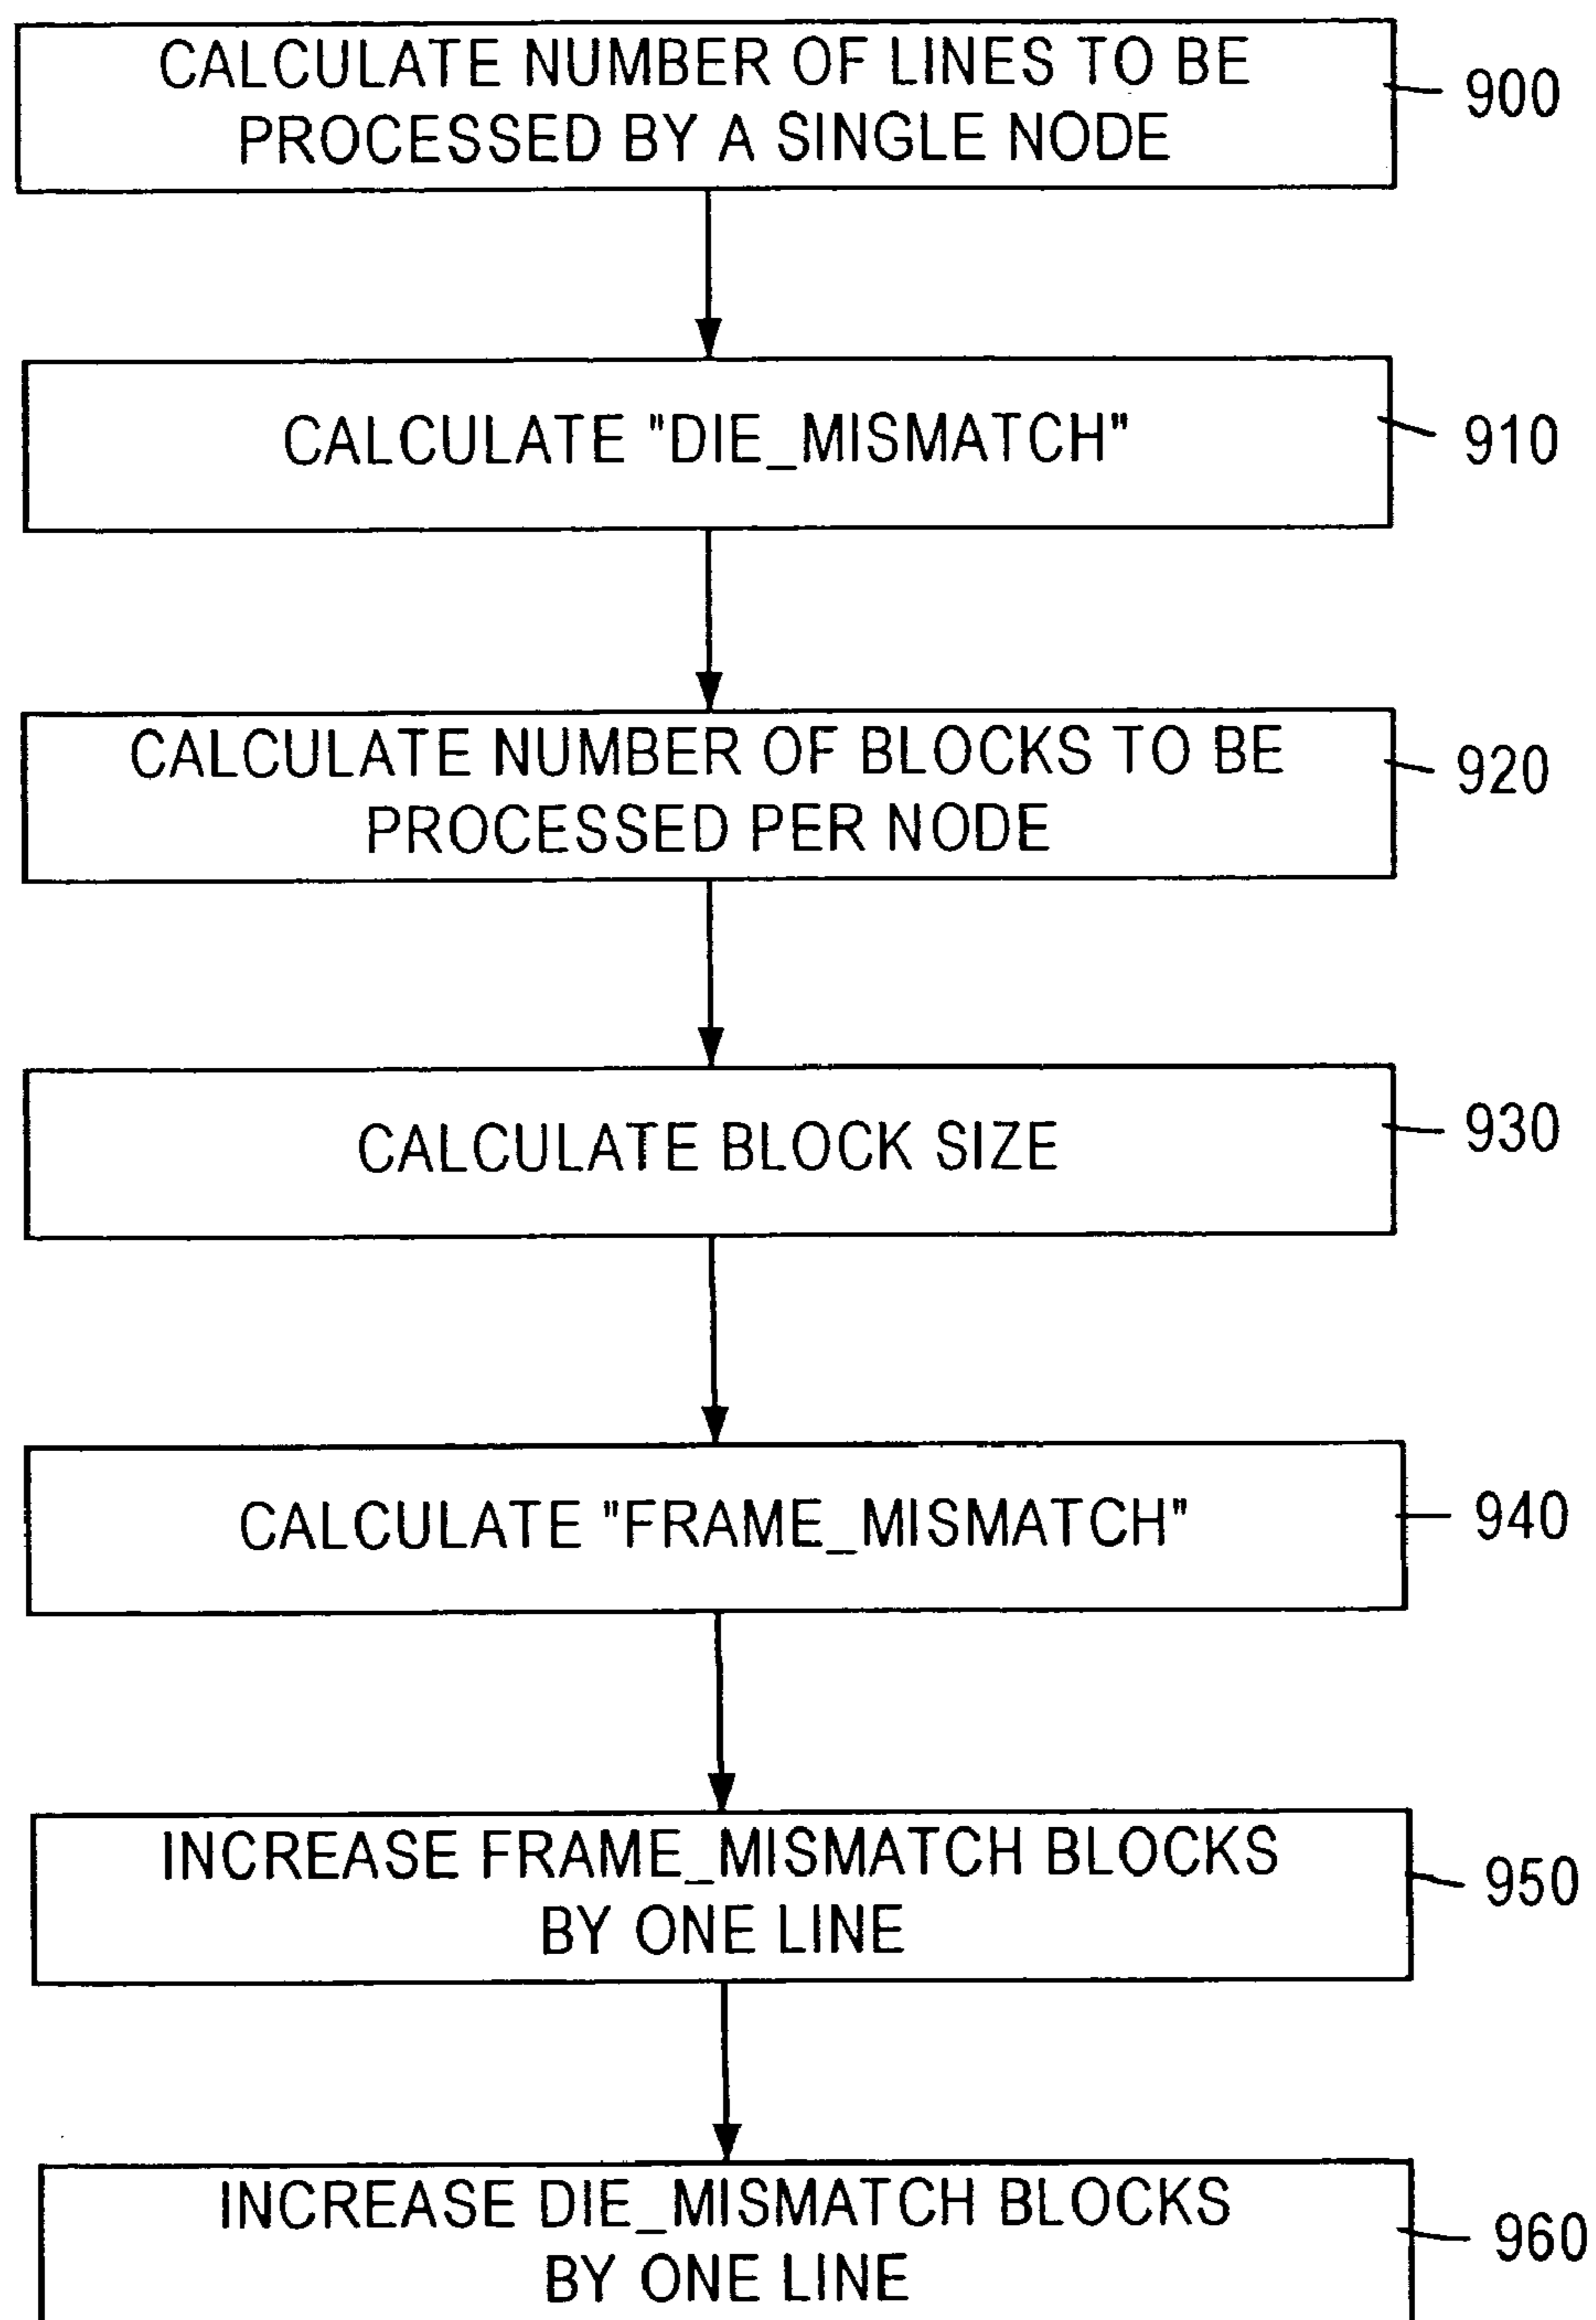 CALCULATE NUMBER OF LINES TO BE
PROCESSED BY A SINGLE NODE
900
CALCULATE "DIE_MISMATCH"
910
CALCULATE NUMBER OF BLOCKS TO BE
PROCESSED PER NODE
920
CALCULATE BLOCK SIZE
930
CALCULATE "FRAME_MISMATCH"
940
INCREASE FRAME_MISMATCH BLOCKS
BY ONE LINE
950
INCREASE DIE_MISMATCH BLOCKS
BY ONE LINE
960